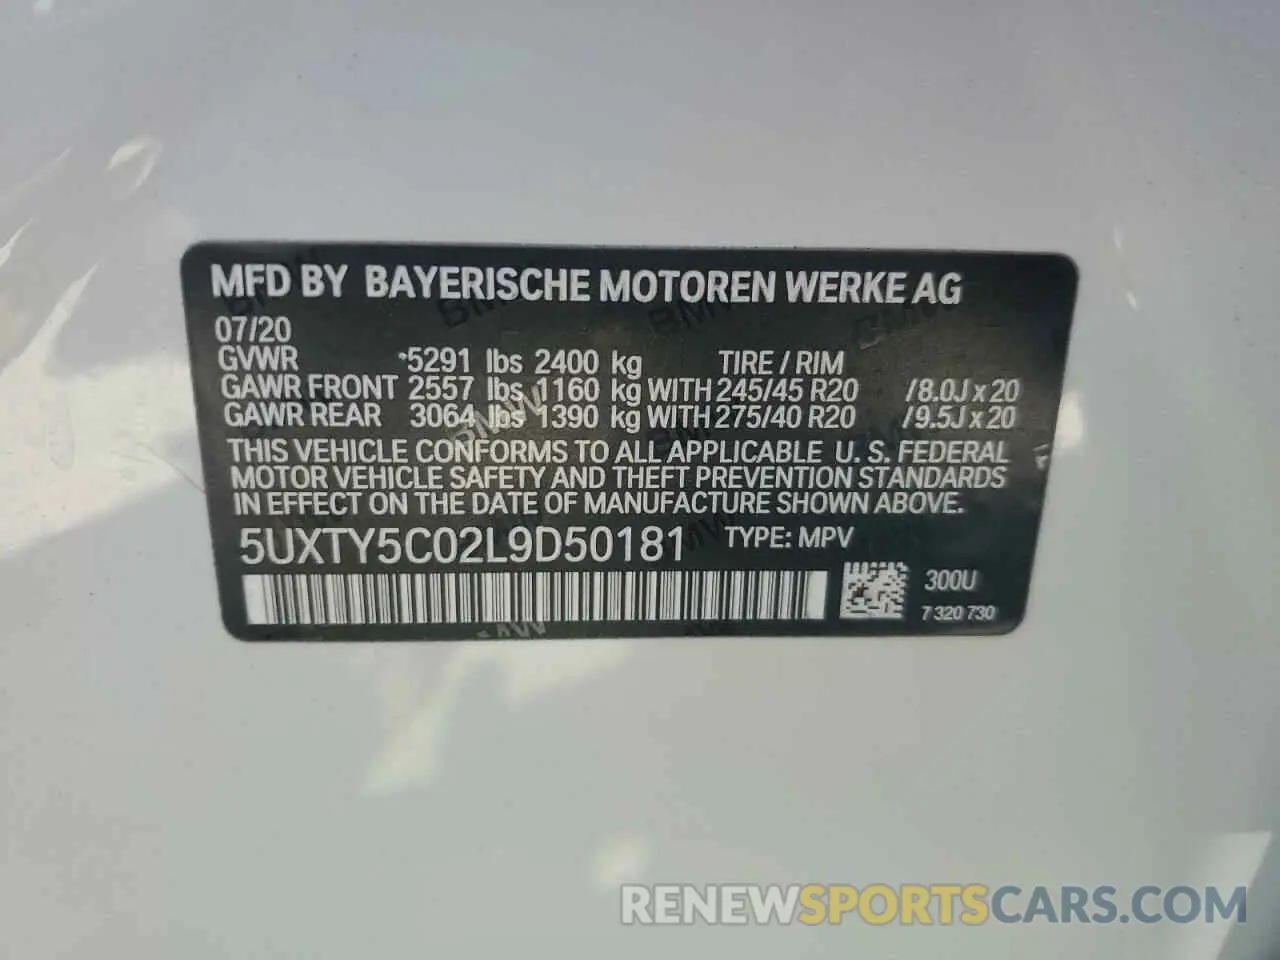 MFD BY BAYERISCHE MOTOREN WERKE AG
07/20
GVWR *5291 lbs 2400 kg TIRE / RIM
GAWR FRONT 2557 lbs 1160 kg WITH 245/45 R20 /8.0J x 20
GAWR REAR 3064 lbs 1390 kg WITH 275/40 R20 /9.5J x 20
THIS VEHICLE CONFORMS TO ALL APPLICABLE U. S. FEDERAL
MOTOR VEHICLE SAFETY AND THEFT PREVENTION STANDARDS
IN EFFECT ON THE DATE OF MANUFACTURE SHOWN ABOVE.
5UXTY5C02L9D50181 TYPE: MPV
300U
7 320 730
RENEWSPORTSCARS.COM